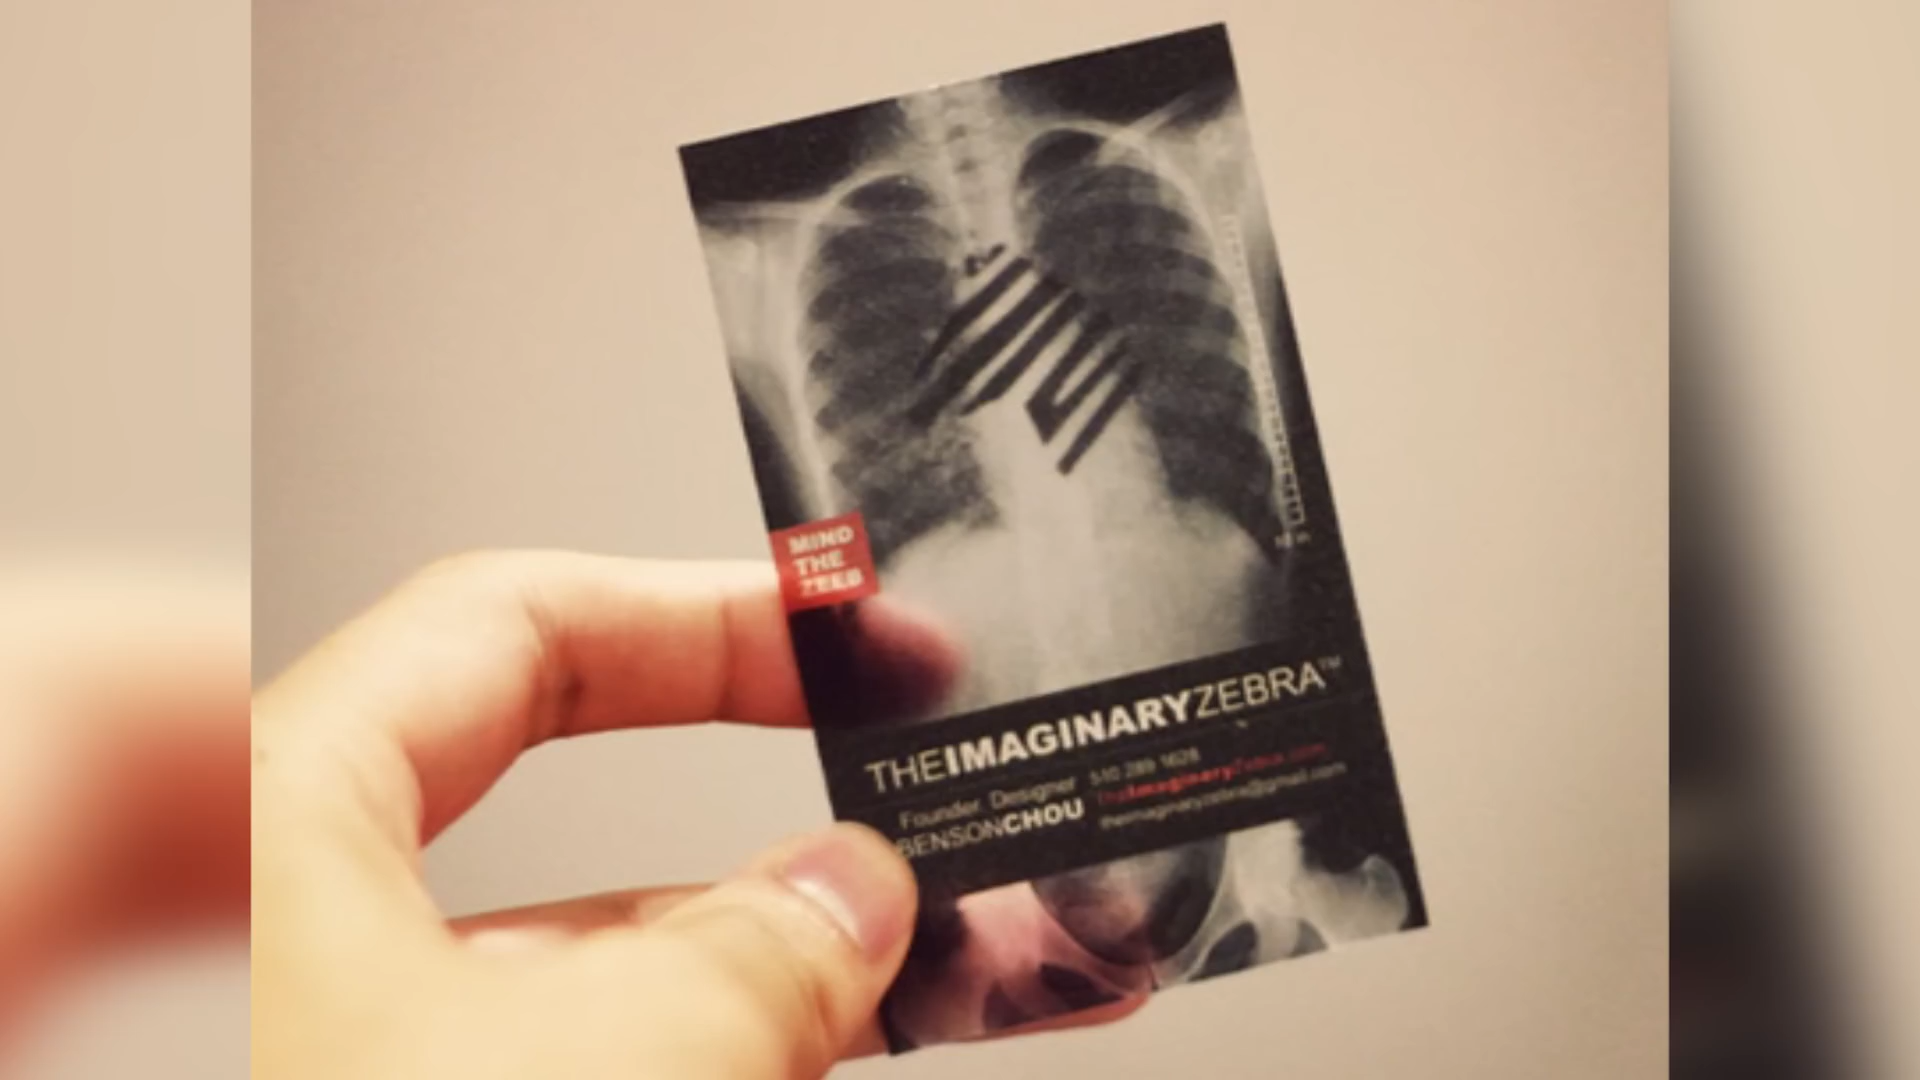 MIND
THE
ZEEB
THEIMAGINARYZEBRA™
Founder, Designer
BENSONCHOU
510 289 1628
TheImaginaryZebra.com
theimaginaryzebra@gmail.com